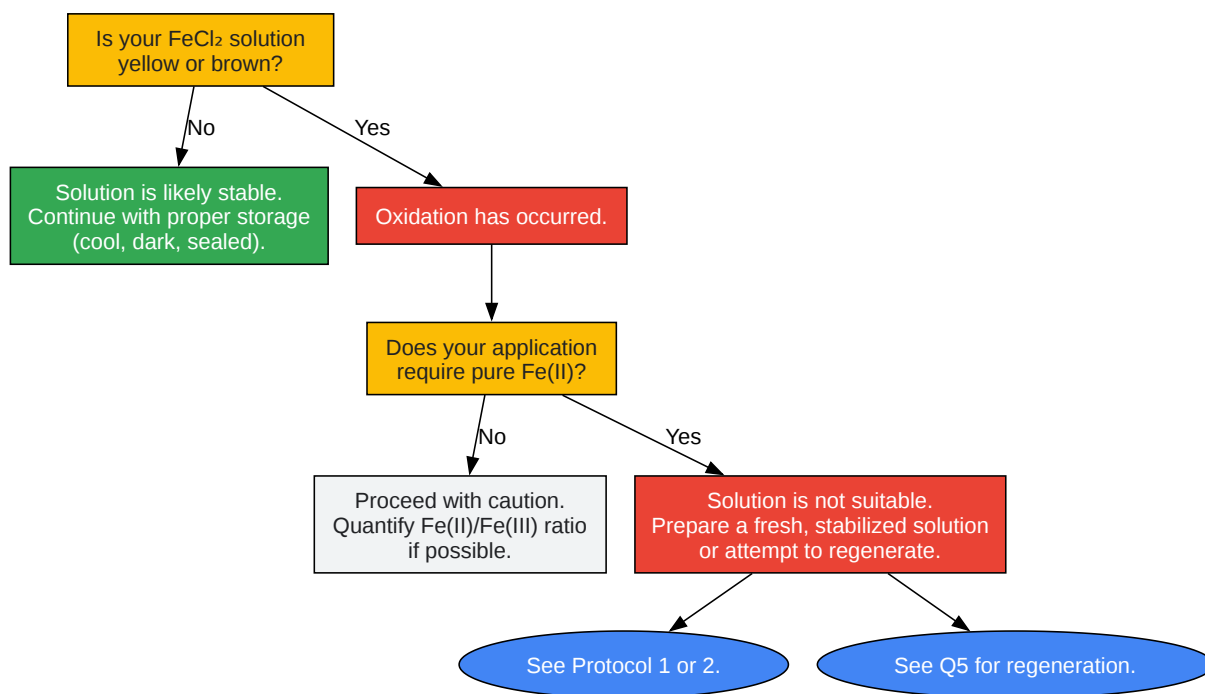 Is your FeCl₂ solution
yellow or brown?
No
Yes
Solution is likely stable.
Continue with proper storage
(cool, dark, sealed).
Oxidation has occurred.
Does your application
require pure Fe(II)?
No
Yes
Proceed with caution.
Quantify Fe(II)/Fe(III) ratio
if possible.
Solution is not suitable.
Prepare a fresh, stabilized solution
or attempt to regenerate.
See Protocol 1 or 2.
See Q5 for regeneration.